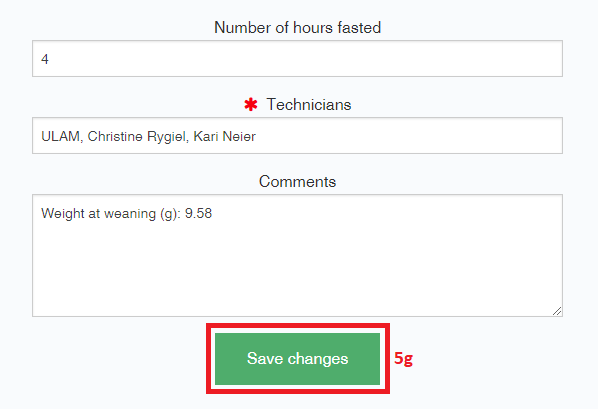 Number of hours fasted
4
✱ Technicians
ULAM, Christine Rygiel, Kari Neier
Comments
Weight at weaning (g): 9.58
Save changes 5g